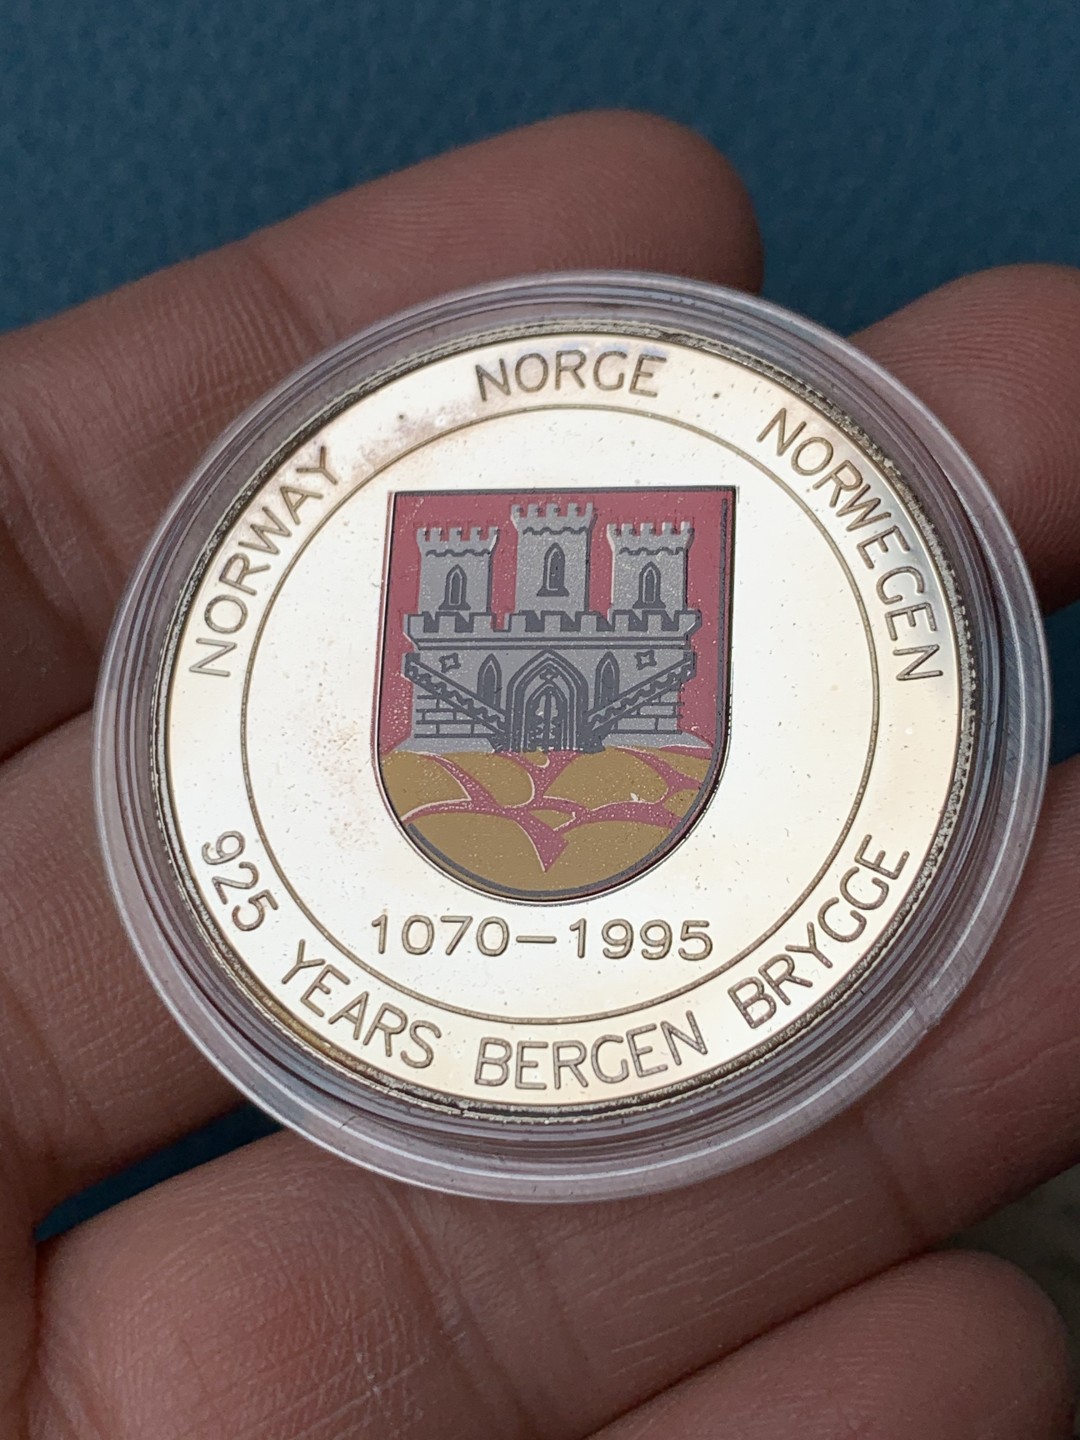 NORWAY NORGE NORWEGEN
1070-1995
925 YEARS BERGEN BRYGGE